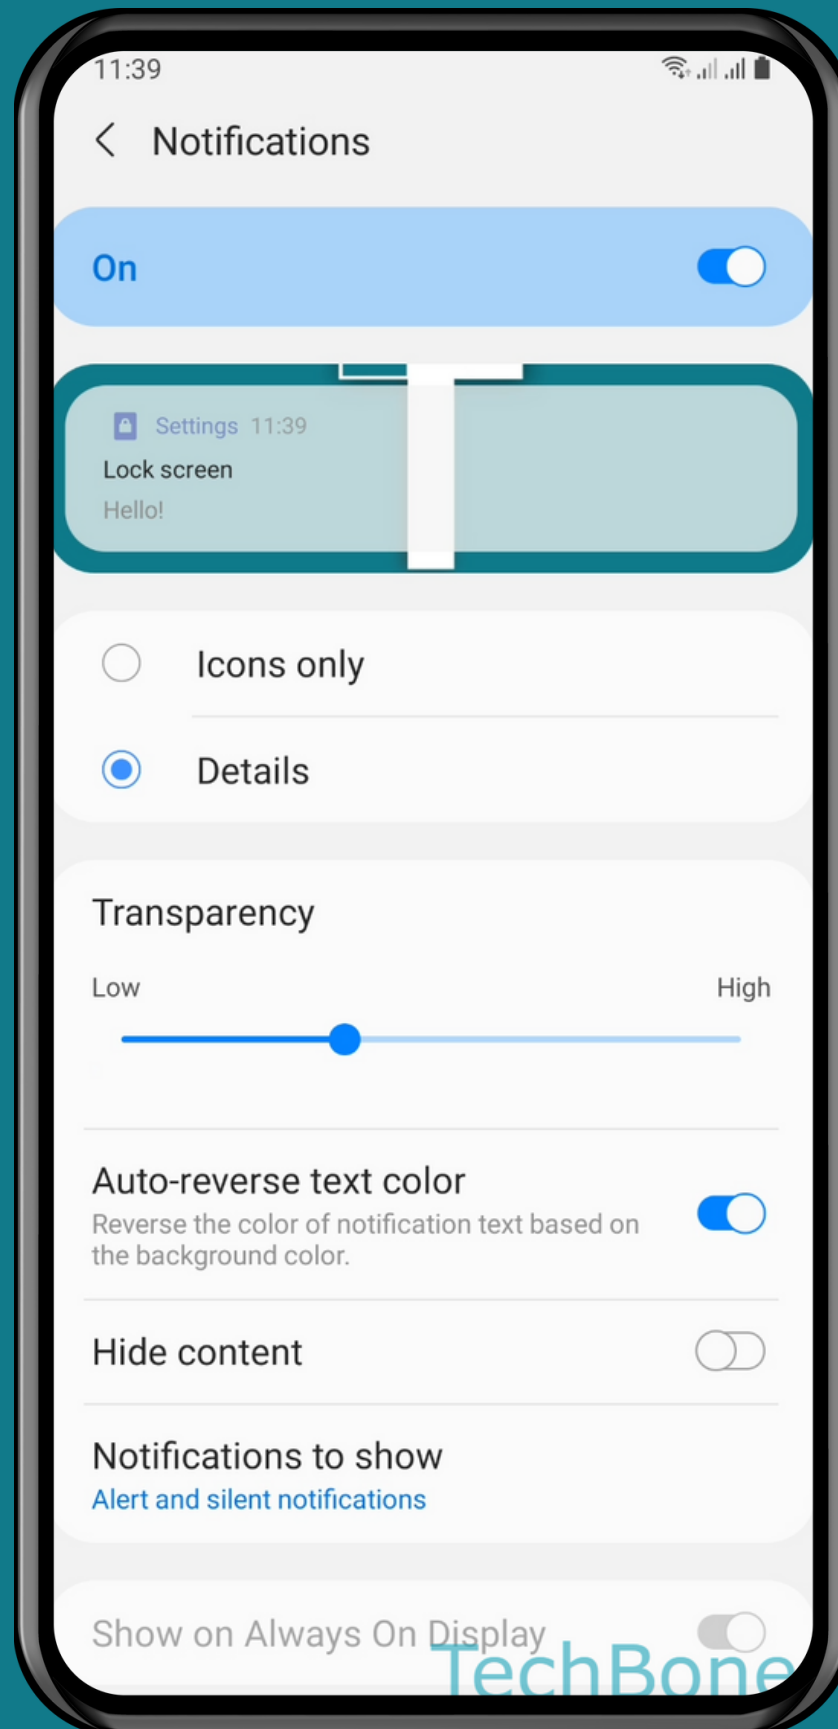 11:39
Notifications
On
Settings 11:39
Lock screen
Hello!
Icons only
Details
Transparency
Low High
Auto-reverse text color
Reverse the color of notification text based on
the background color.
Hide content
Notifications to show
Alert and silent notifications
Show on Always On Display
TechBone